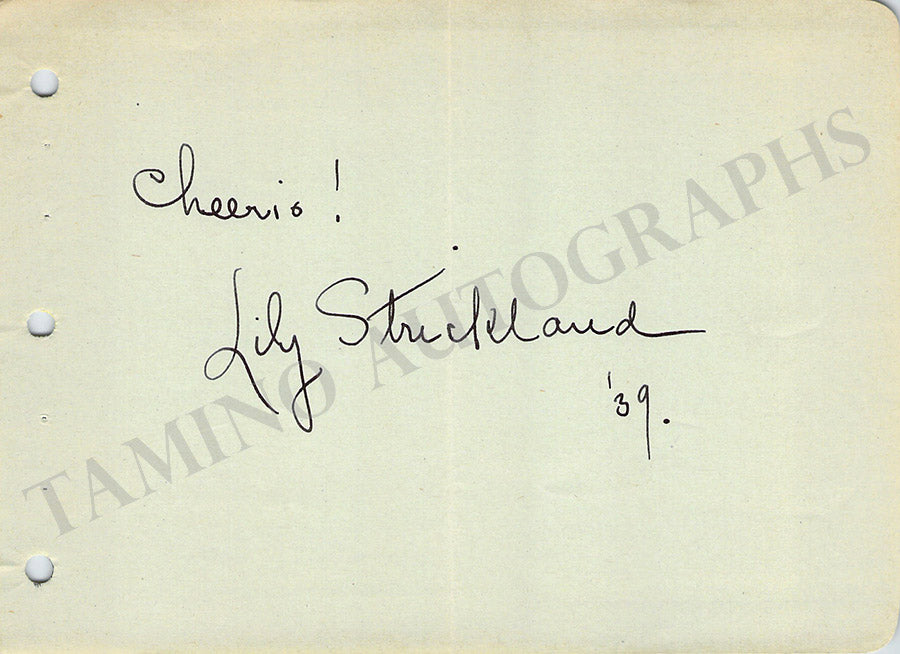 Cheerio!
Lily Strickland
'39.
TAMINO AUTOGRAPHS